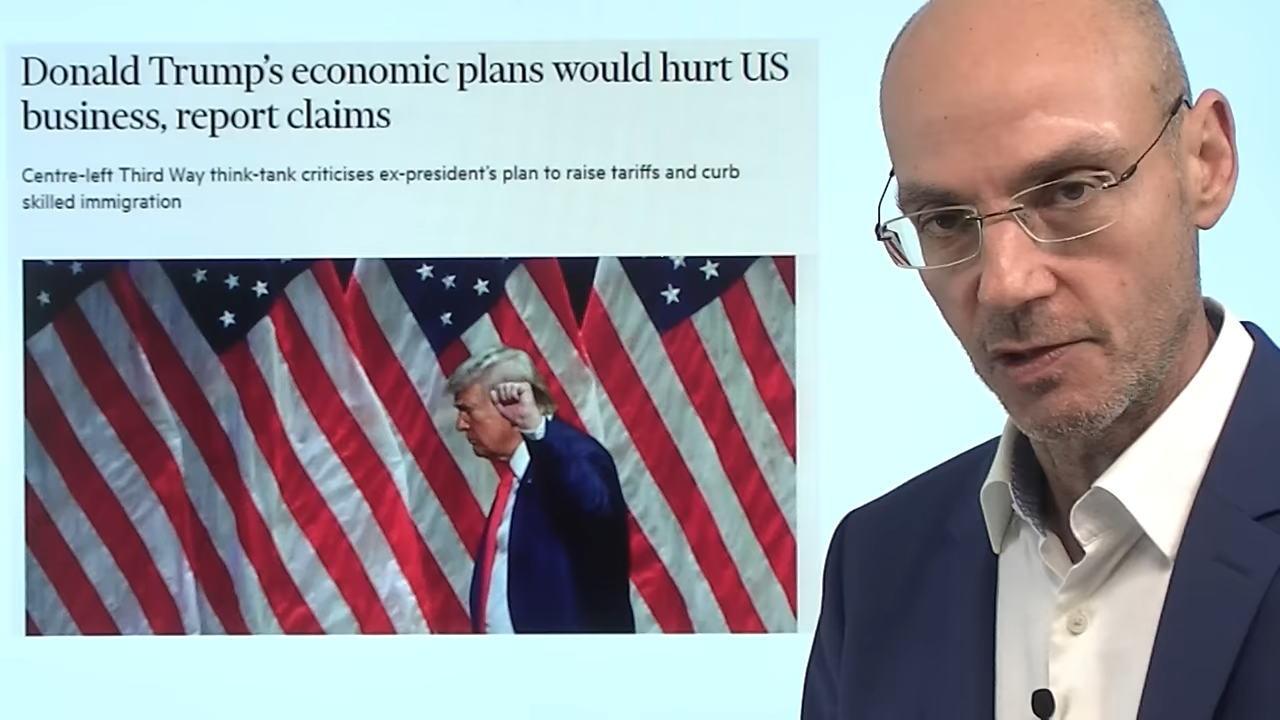 Donald Trump's economic plans would hurt US
business, report claims
Centre-left Third Way think-tank criticises ex-president's plan to raise tariffs and curb
skilled immigration